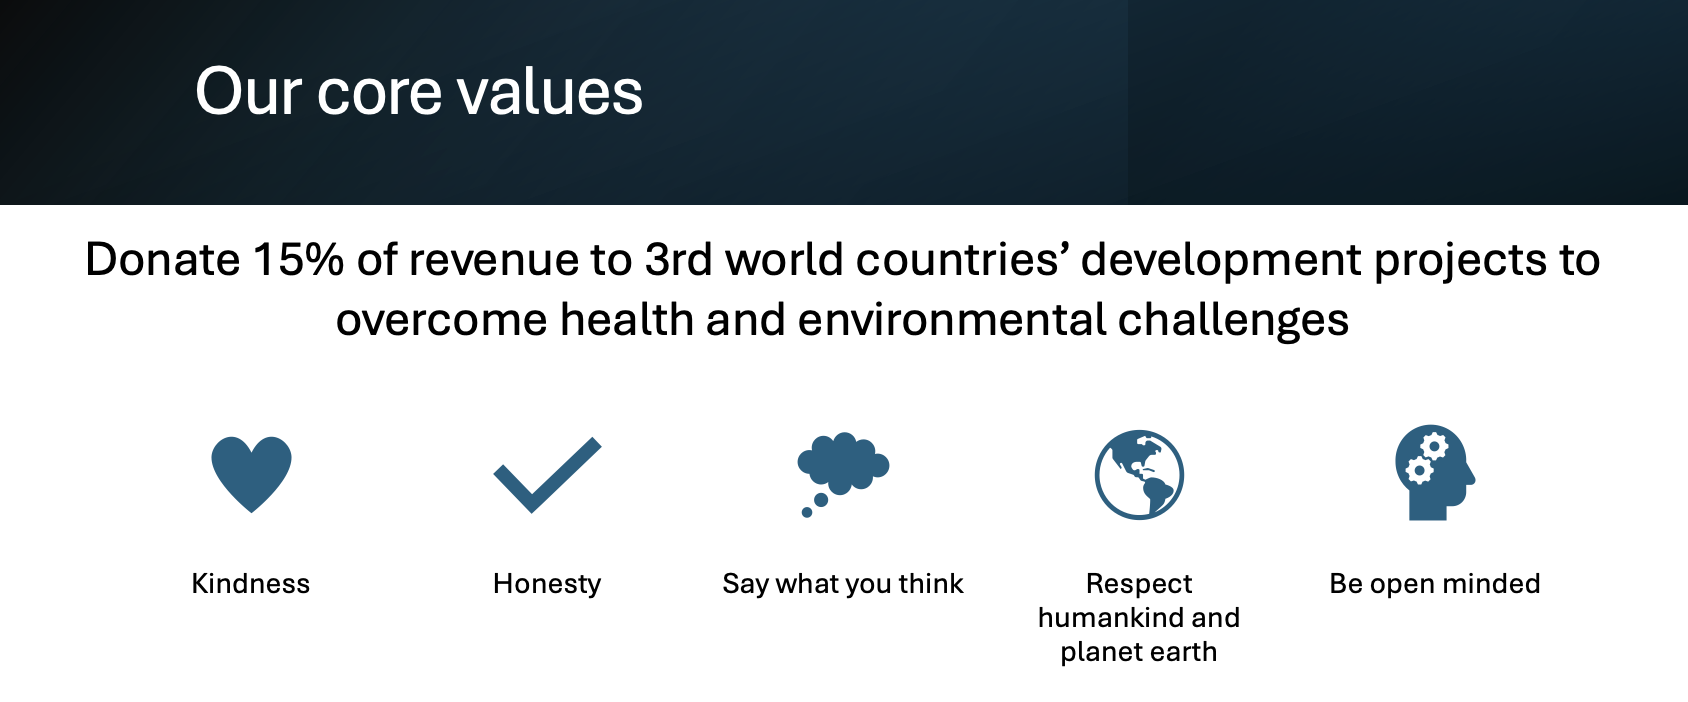 Our core values
Donate 15% of revenue to 3rd world countries’ development projects to
overcome health and environmental challenges
Kindness
Honesty
Say what you think
Respect
humankind and
planet earth
Be open minded